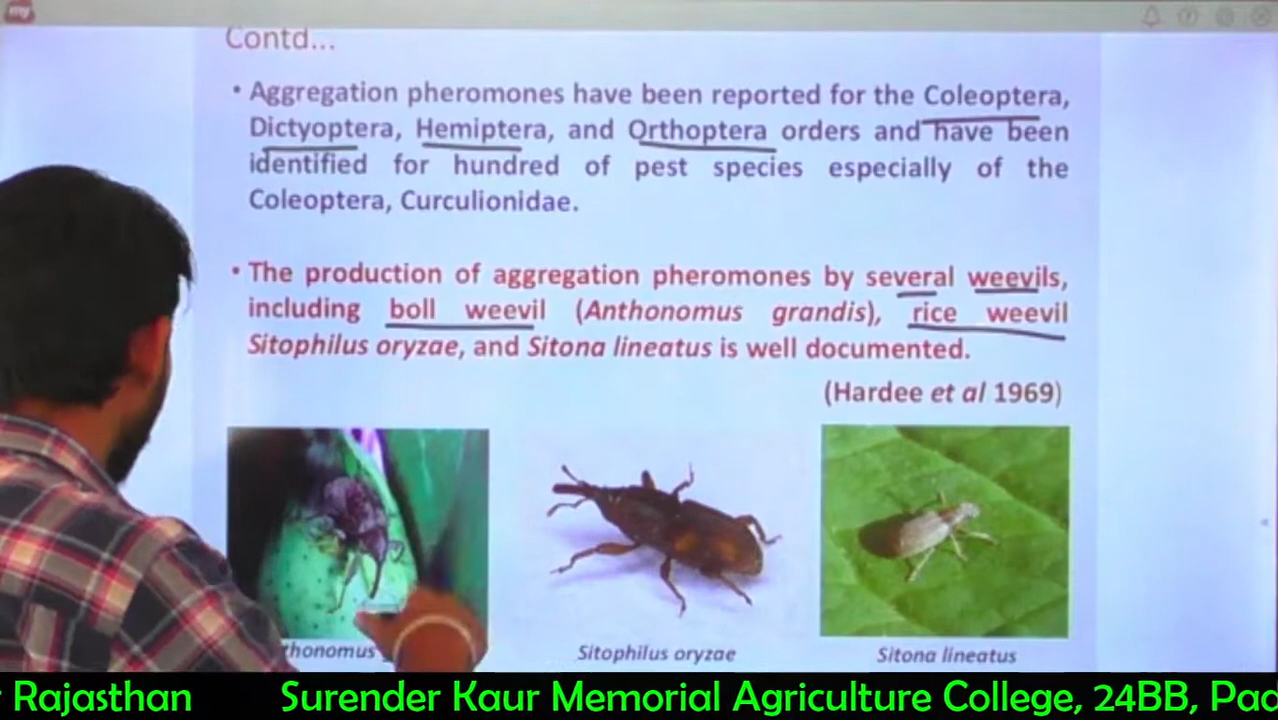 my
Contd...
• Aggregation pheromones have been reported for the Coleoptera,
Dictyoptera, Hemiptera, and Orthoptera orders and have been
identified for hundred of pest species especially of the
Coleoptera, Curculionidae.
• The production of aggregation pheromones by several weevils,
including boll weevil (Anthonomus grandis), rice weevil
Sitophilus oryzae, and Sitona lineatus is well documented.
(Hardee et al 1969)
thonomus
Sitophilus oryzae
Sitona lineatus
Rajasthan Surender Kaur Memorial Agriculture College, 24BB, Pad